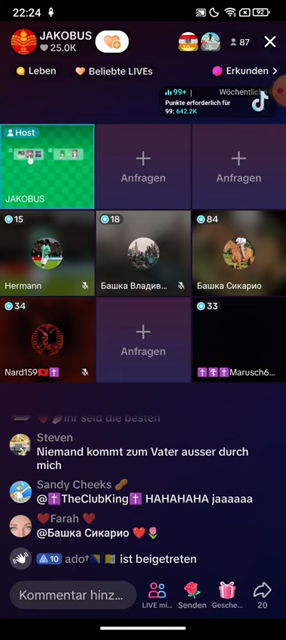 22:24
92
JAKOBUS
25.0K
87
Leben
Beliebte LIVEs
Erkunden >
99+ | Wöchentlich
Punkte erforderlich für
99: 642.2K
Host
JAKOBUS
Anfragen
Anfragen
15
Hermann
18
Башка Владив...
84
Башка Сикарио
34
Nard159🇦🇱✝️
Anfragen
33
✝️✝️✝️Marusch6...
ihr seid die besten
Steven
Niemand kommt zum Vater ausser durch
mich
Sandy Cheeks 🥜
@✝️TheClubKing✝️ HAHAHAHA jaaaaaa
❤️Farah ❤️
@Башка Сикарио ❤️🌹
10 ado✝️ ist beigetreten
Kommentar hinz...
LIVE mi...
Senden
Gesche...
20